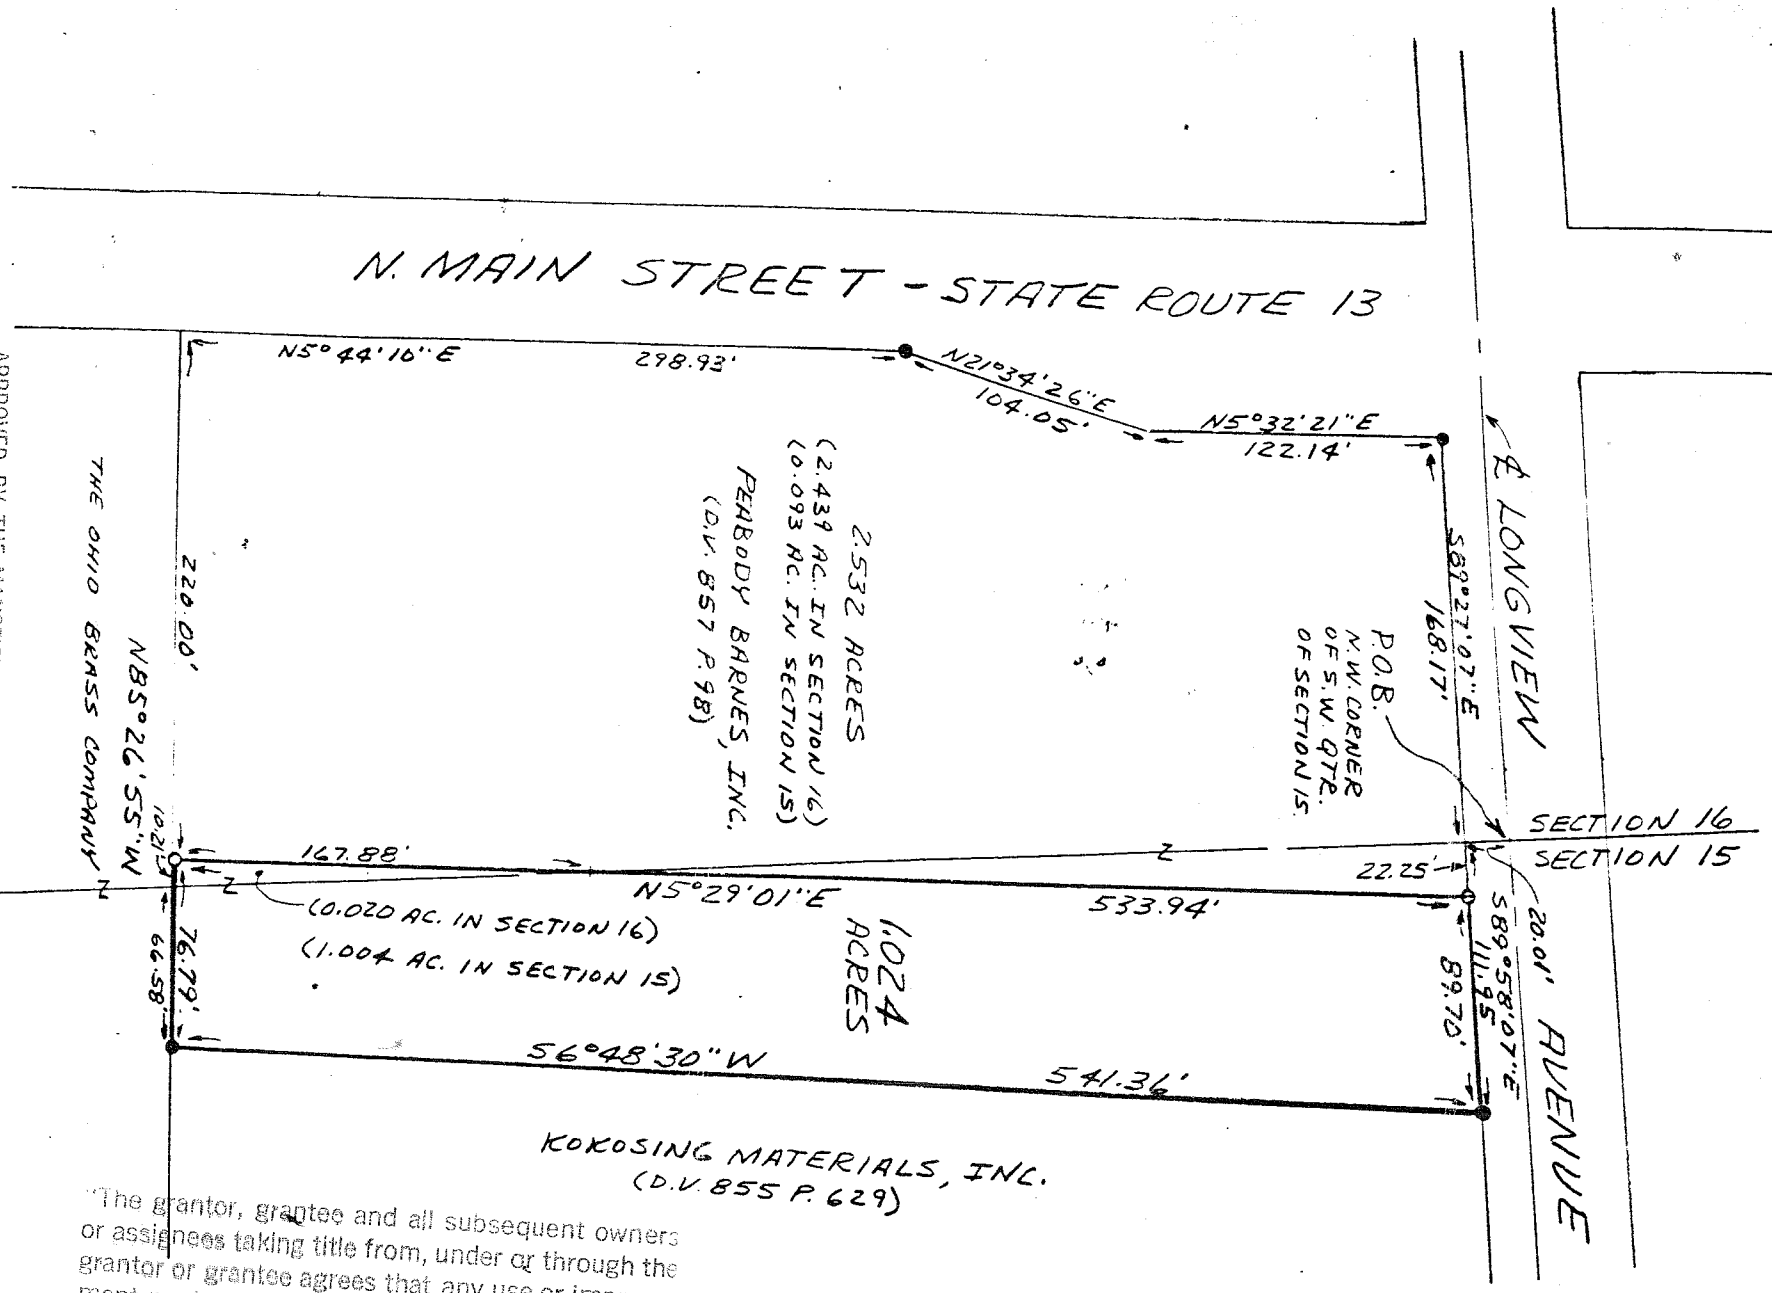 N. MAIN STREET - STATE ROUTE 13
N5°44'10"E 298.93'
N21°34'26"E
104.05'
N5°32'21"E
122.14'
S89°27'07"E
168.17'
℄ LONGVIEW AVENUE
P.O.B.
N.W. CORNER
OF S.W. QTR.
OF SECTION 15
SECTION 16
SECTION 15
2.532 ACRES
(2.439 AC. IN SECTION 16)
(0.093 AC. IN SECTION 15)
PEABODY BARNES, INC.
(D.V. 857 P. 98)
220.00'
N85°26'55"W
THE OHIO BRASS COMPANY
10.21'
167.88'
N5°29'01"E
533.94'
22.25'
20.01'
S89°58'07"E
111.95
89.70'
(0.020 AC. IN SECTION 16)
(1.004 AC. IN SECTION 15)
1.024
ACRES
76.79'
66.58'
S6°48'30"W
541.36'
KOKOSING MATERIALS, INC.
(D.V. 855 P. 629)
"The grantor, grantee and all subsequent owners
or assignees taking title from, under or through the
grantor or grantee agrees that any use or
APPROVED BY THE